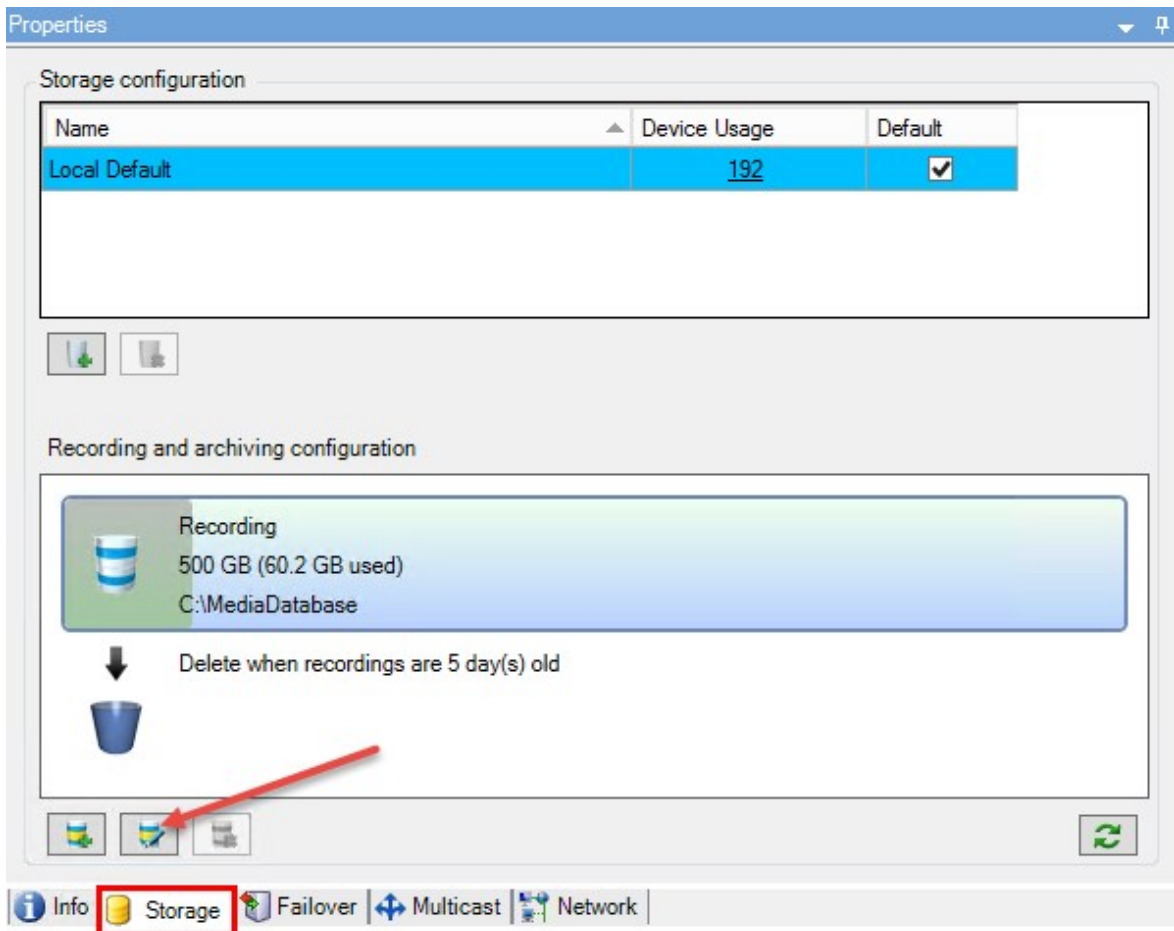 Properties
Storage configuration
Name Device Usage Default
Local Default 192
Recording and archiving configuration
Recording
500 GB (60.2 GB used)
C:\MediaDatabase
Delete when recordings are 5 day(s) old
Info Storage Failover Multicast Network